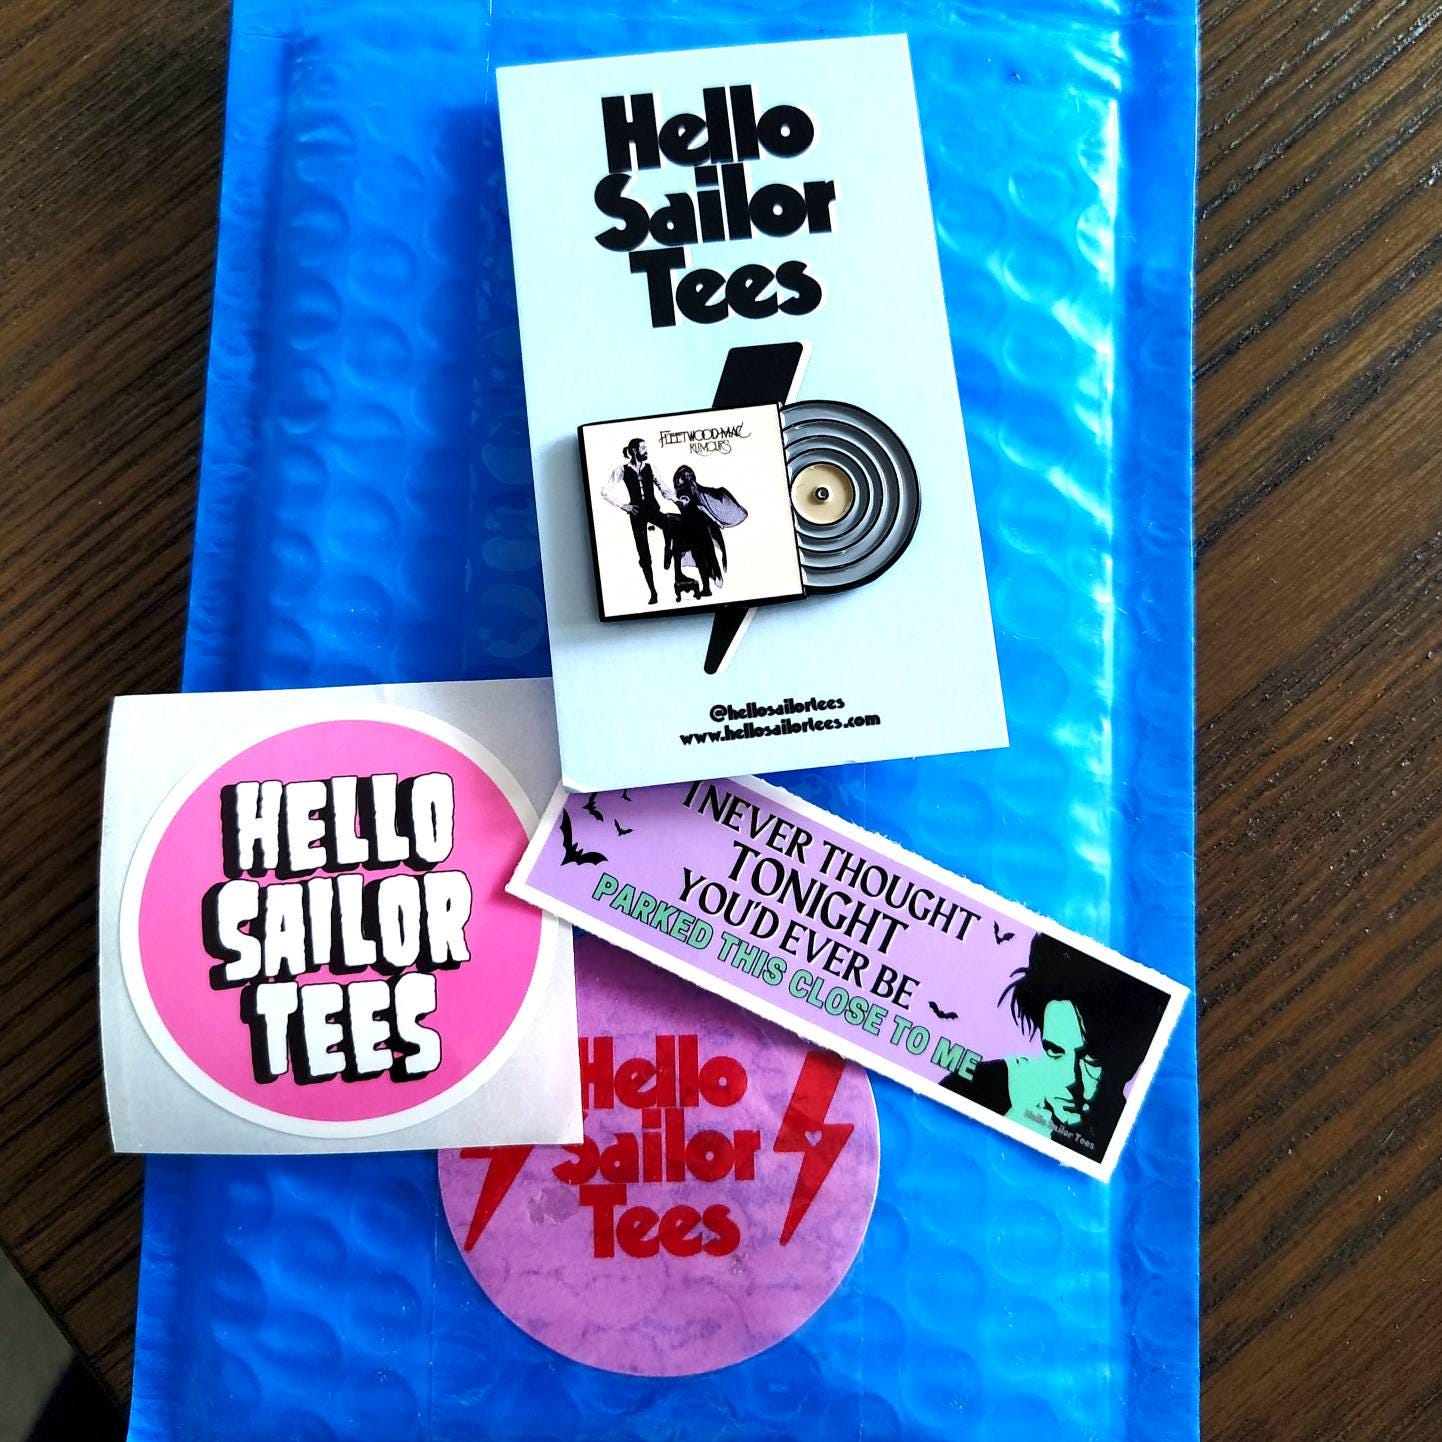 Hello
Sailor
Tees
FLEETWOOD MAC
RUMOURS
@hellosailortees
www.hellosailortees.com
HELLO
SAILOR
TEES
I NEVER THOUGHT
TONIGHT
YOU'D EVER BE
PARKED THIS CLOSE TO ME
Hello Sailor Tees
Hello
Sailor
Tees